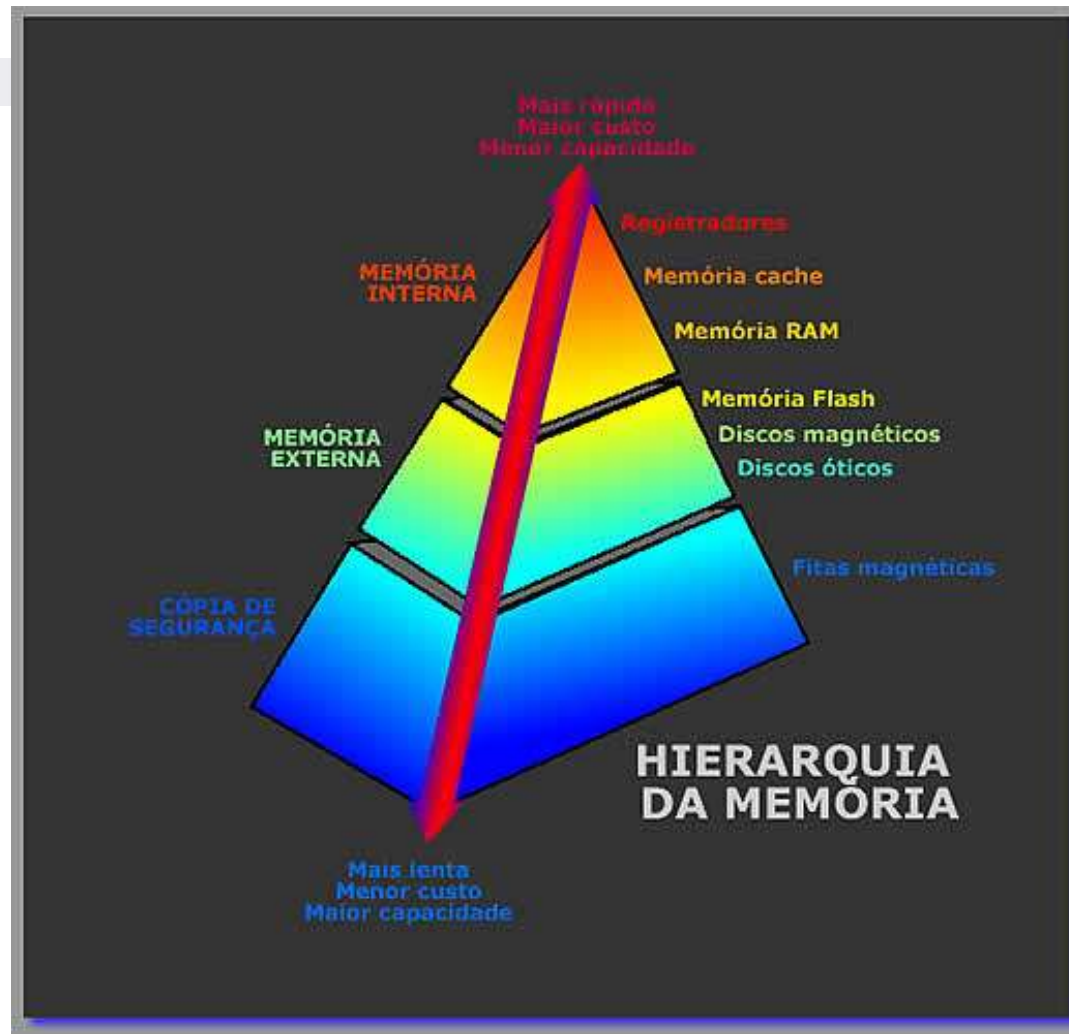 Mais rápida
Maior custo
Menor capacidade
Registradores
MEMÓRIA
INTERNA
Memória cache
Memória RAM
Memória Flash
MEMÓRIA
EXTERNA
Discos magnéticos
Discos óticos
Fitas magnéticas
CÓPIA DE
SEGURANÇA
HIERARQUIA
DA MEMÓRIA
Mais lenta
Menor custo
Maior capacidade